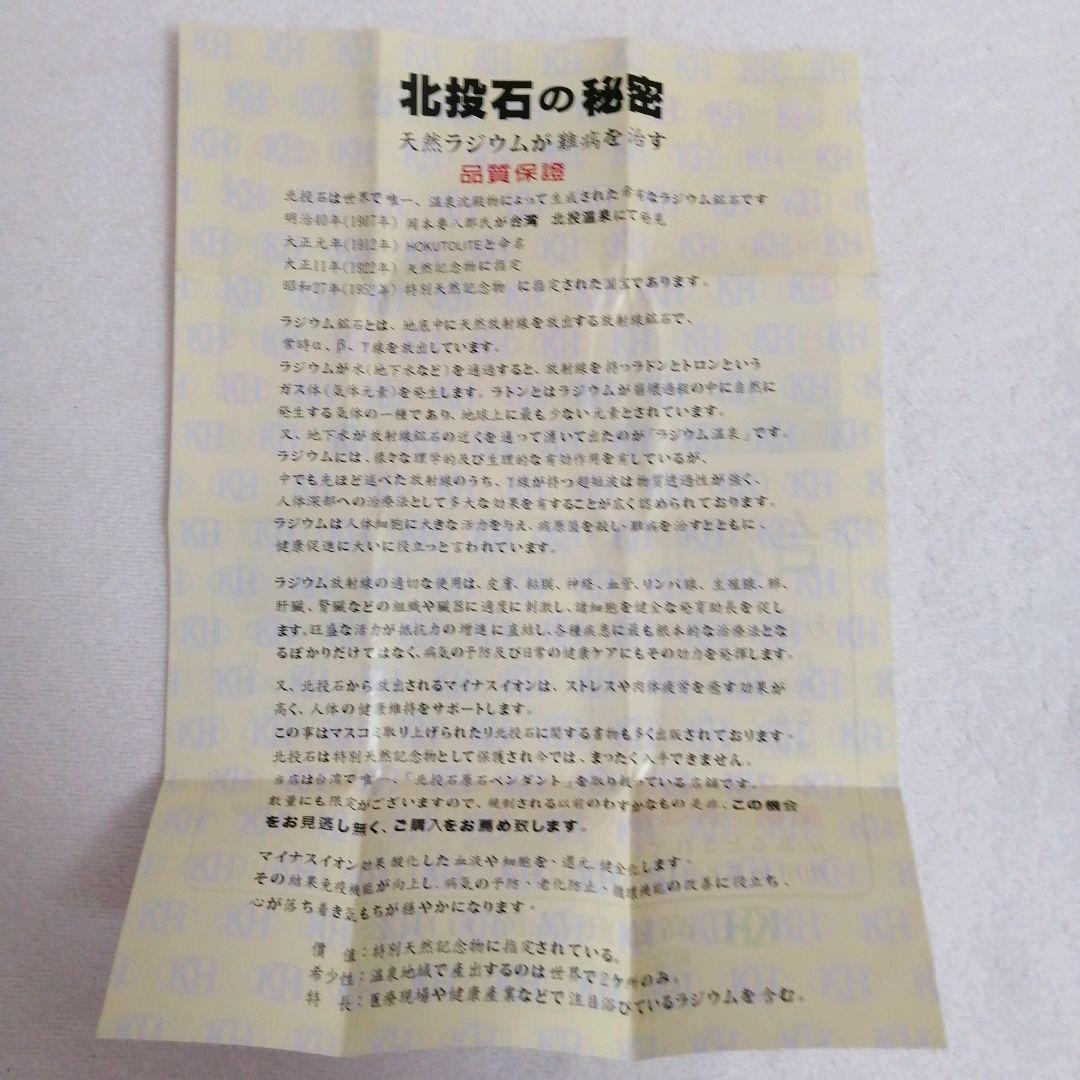 北投石の秘密
天然ラジウムが難病を治す
品質保證
北投石は世界で唯一、温泉沈殿物によって生成された希有なラジウム鉱石です
明治40年(1907年) 岡本要八郎氏が台湾 北投温泉にて発見
大正元年(1912年) HOKUTOLITEと命名
大正11年(1922年) 天然記念物に指定
昭和27年(1952年) 特別天然記念物 に指定された国宝であります。
ラジウム鉱石とは、地底中に天然放射線を放出する放射線鉱石で、
常時α、β、γ線を放出しています。
ラジウムが水(地下水など)を通過すると、放射線を持つラドンとトロンという
ガス体(気体元素)を発生します。ラトンとはラジウムが崩壊過程の中に自然に
発生する気体の一種であり、地球上に最も少ない元素とされています。
又、地下水が放射線鉱石の近くを通って湧いて出たのが「ラジウム温泉」です。
ラジウムには、様々な理学的及び生理的な有効作用を有しているが、
中でも先ほど述べた放射線のうち、γ線が持つ超短波は物質透過性が強く、
人体深部への治療法として多大な効果を有することが広く認められております。
ラジウムは人体細胞に大きな活力を与え、病原菌を殺し、難病を治すとともに、
健康促進に大いに役立っと言われています。
ラジウム放射線の適切な使用は、皮膚、粘膜、神経、血管、リンパ腺、生殖腺、肺、
肝臓、腎臓などの組織や臓器に適度に刺激し、諸細胞を健全な発育助長を促し
ます。旺盛な活力が抵抗力の増進に直結し、各種疾患に最も根本的な治療法とな
るばかりだけではなく、病気の予防及び日常の健康ケアにもその効力を発揮します。
又、北投石から放出されるマイナスイオンは、ストレスや肉体疲労を癒す効果が
高く、人体の健康維持をサポートします。
この事はマスコミ取り上げられたり北投石に関する書物も多く出版されております。
北投石は特別天然記念物として保護され今では、まったく入手できません。
当店は台湾で唯一、「北投石原石ペンダント」を取り扱っている店舗です。
数量にも限定がございますので、規制される以前のわずかなもの是非、この機会
をお見逃し無く、ご購入をお薦め致します。
マイナスイオン効果酸化した血液や細胞を・還元,健全化します。
その結果免疫機能が向上し、病気の予防・老化防止・循環機能の改善に役立ち、
心が落ち着き気もちが穏やかになります。
價 值：特別天然記念物に指定されている。
希少性：温泉地域で産出するのは世界で2ケ所のみ。
特 長：医療現場や健康産業などで注目浴びているラジウムを含む。